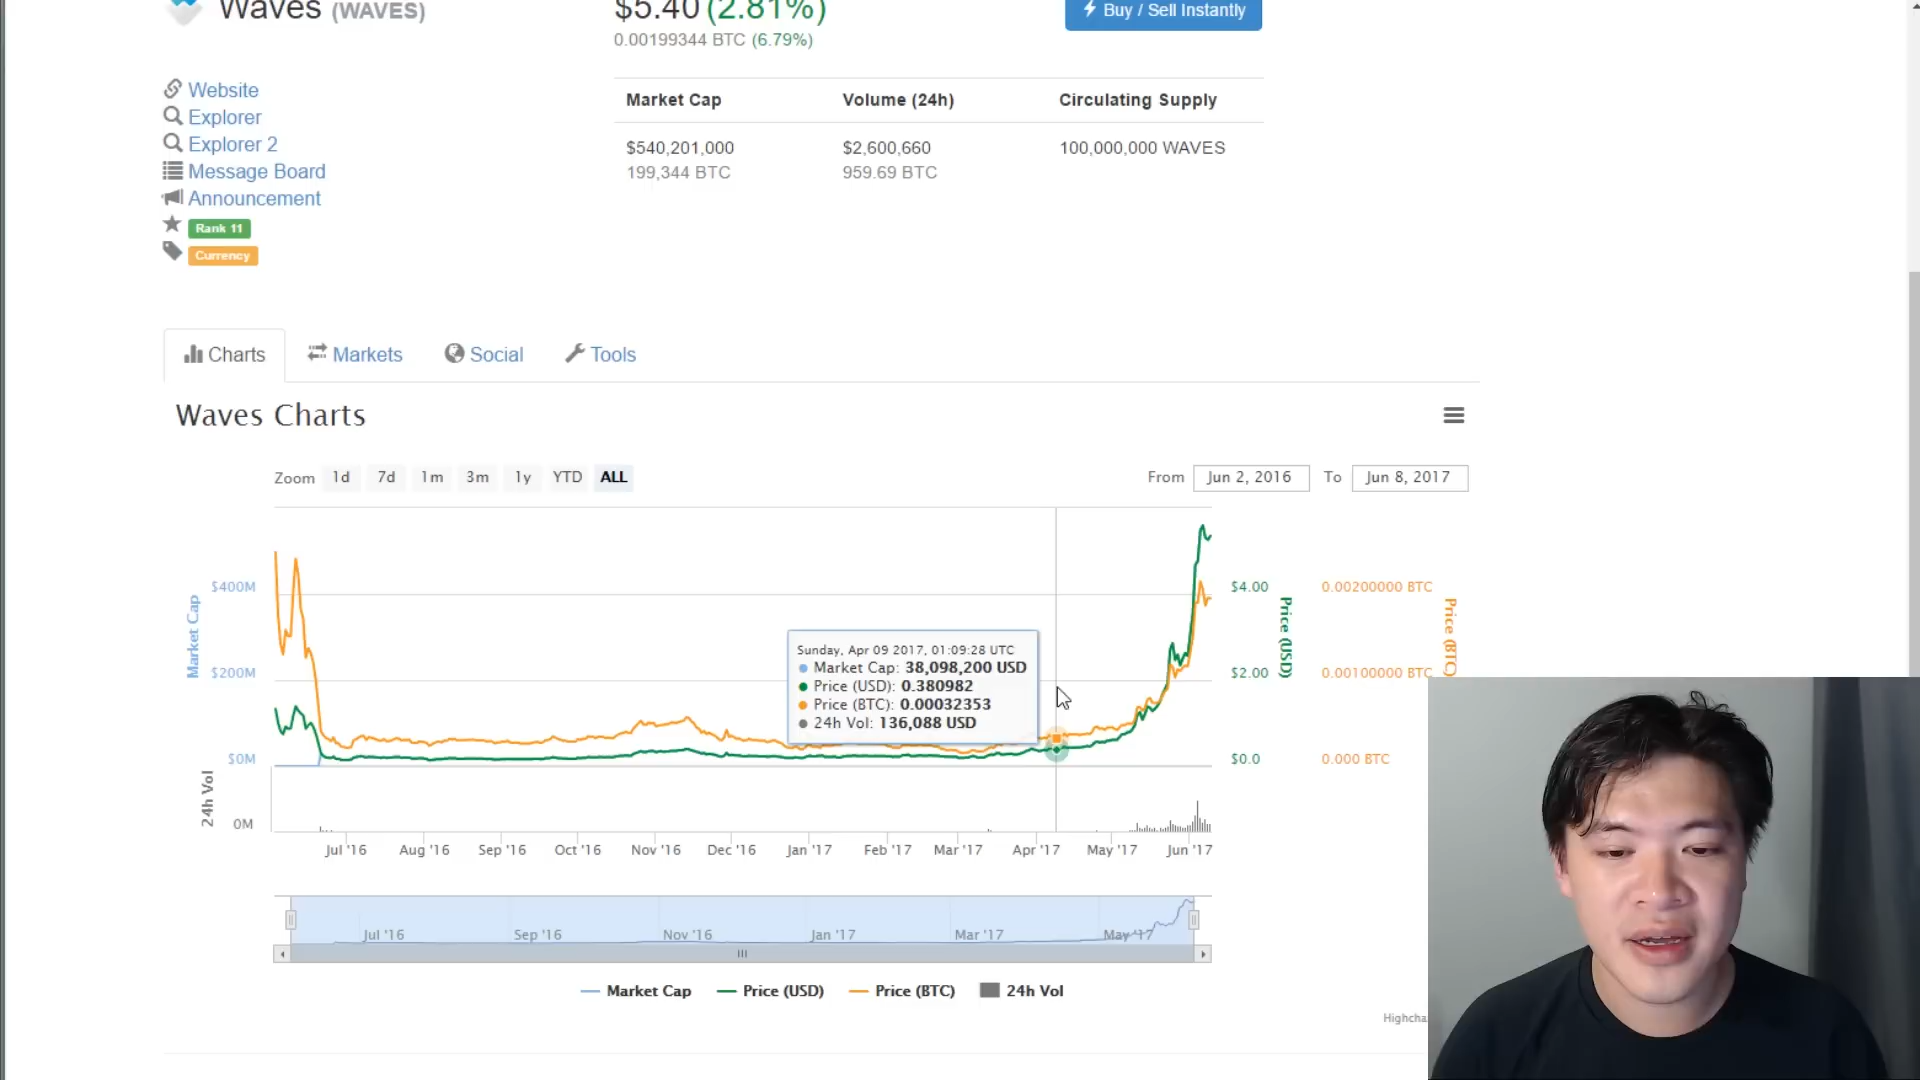 Waves (WAVES)
$5.40 (2.81%)
0.00199344 BTC (6.79%)
Buy / Sell Instantly
Website
Explorer
Explorer 2
Message Board
Announcement
Rank 11
Currency
Market Cap Volume (24h) Circulating Supply
$540,201,000 $2,600,660 100,000,000 WAVES
199,344 BTC 959.69 BTC
Charts Markets Social Tools
Waves Charts
Zoom 1d 7d 1m 3m 1y YTD ALL
From Jun 2, 2016 To Jun 8, 2017
Market Cap
$400M
$200M
$0M
24h Vol
0M
Sunday, Apr 09 2017, 01:09:28 UTC
Market Cap: 38,098,200 USD
Price (USD): 0.380982
Price (BTC): 0.00032353
24h Vol: 136,088 USD
$4.00
$2.00
$0.0
Price (USD)
0.00200000 BTC
0.00100000 BTC
0.000 BTC
Price (BTC)
Jul '16 Aug '16 Sep '16 Oct '16 Nov '16 Dec '16 Jan '17 Feb '17 Mar '17 Apr '17 May '17 Jun '17
Jul '16 Sep '16 Nov '16 Jan '17 Mar '17 May '17
Market Cap Price (USD) Price (BTC) 24h Vol
Highcha